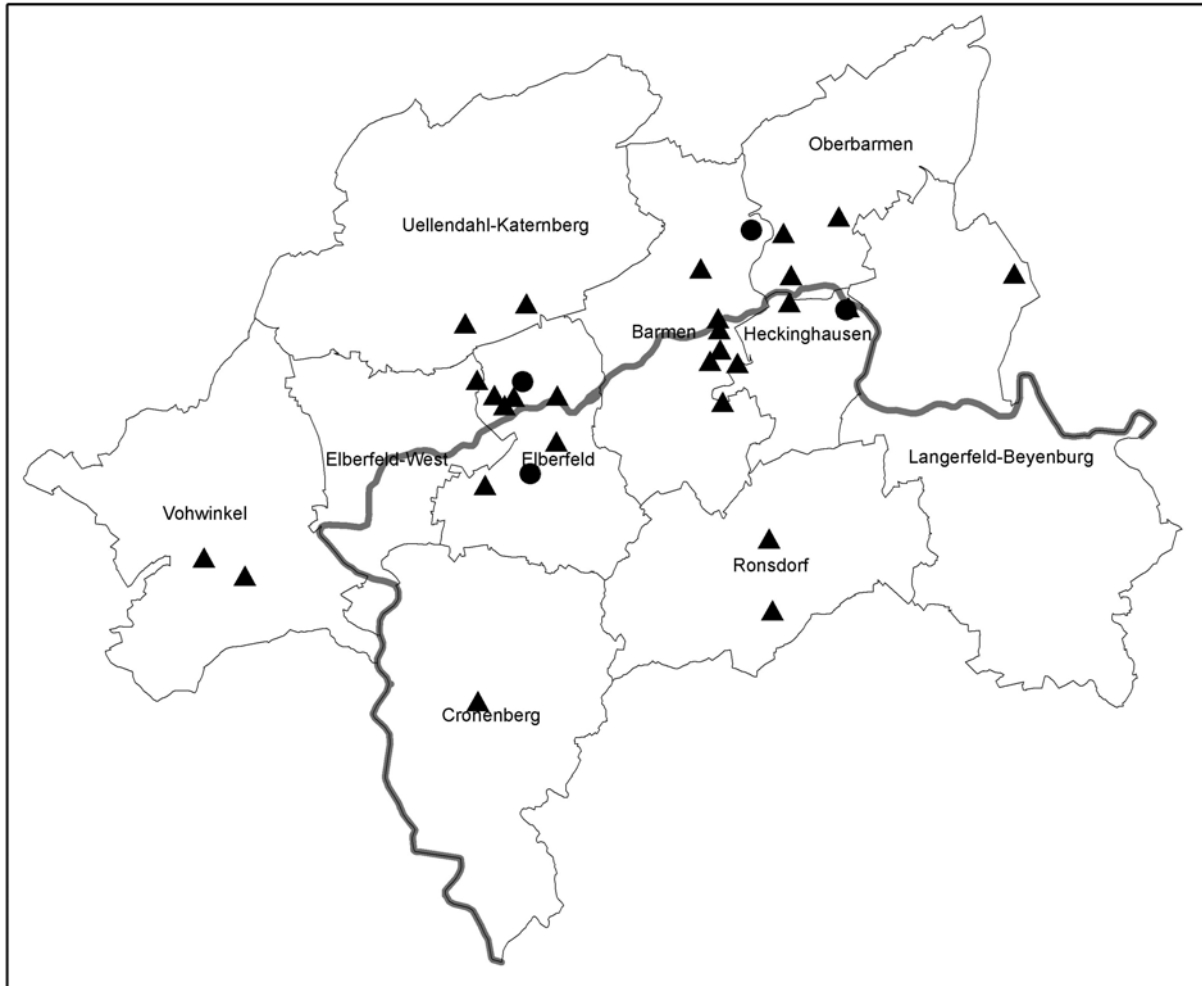 Oberbarmen
Uellendahl-Katernberg
Barmen
Heckinghausen
Elberfeld-West
Elberfeld
Langerfeld-Beyenburg
Vohwinkel
Ronsdorf
Cronenberg